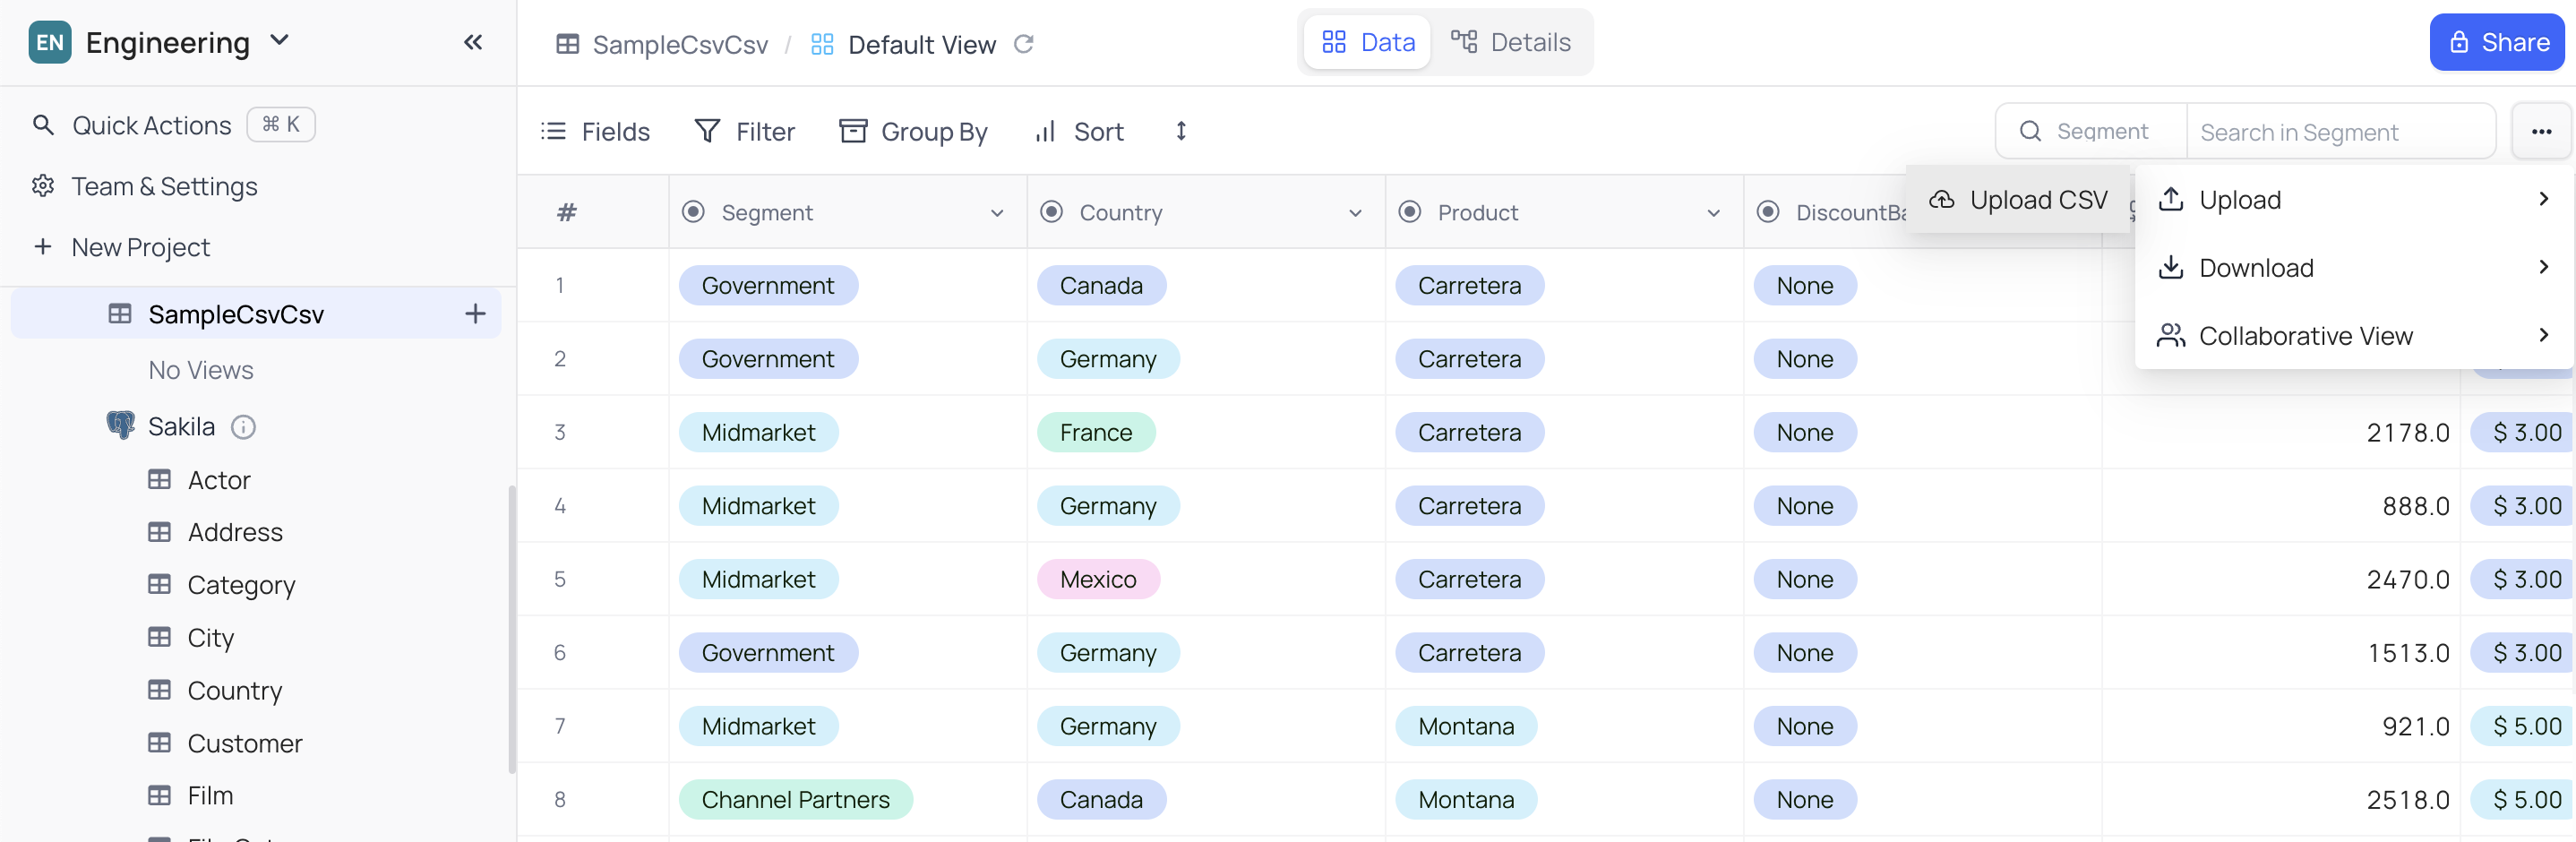 EN Engineering
SampleCsvCsv / Default View
Data
Details
Share
Quick Actions ⌘ K
Team & Settings
New Project
SampleCsvCsv
No Views
Sakila
Actor
Address
Category
City
Country
Customer
Film
Fields Filter Group By Sort
Segment Search in Segment
Upload CSV
Upload
Download
Collaborative View
# Segment Country Product
1 Government Canada Carretera None
2 Government Germany Carretera None
3 Midmarket France Carretera None 2178.0 $ 3.00
4 Midmarket Germany Carretera None 888.0 $ 3.00
5 Midmarket Mexico Carretera None 2470.0 $ 3.00
6 Government Germany Carretera None 1513.0 $ 3.00
7 Midmarket Germany Montana None 921.0 $ 5.00
8 Channel Partners Canada Montana None 2518.0 $ 5.00